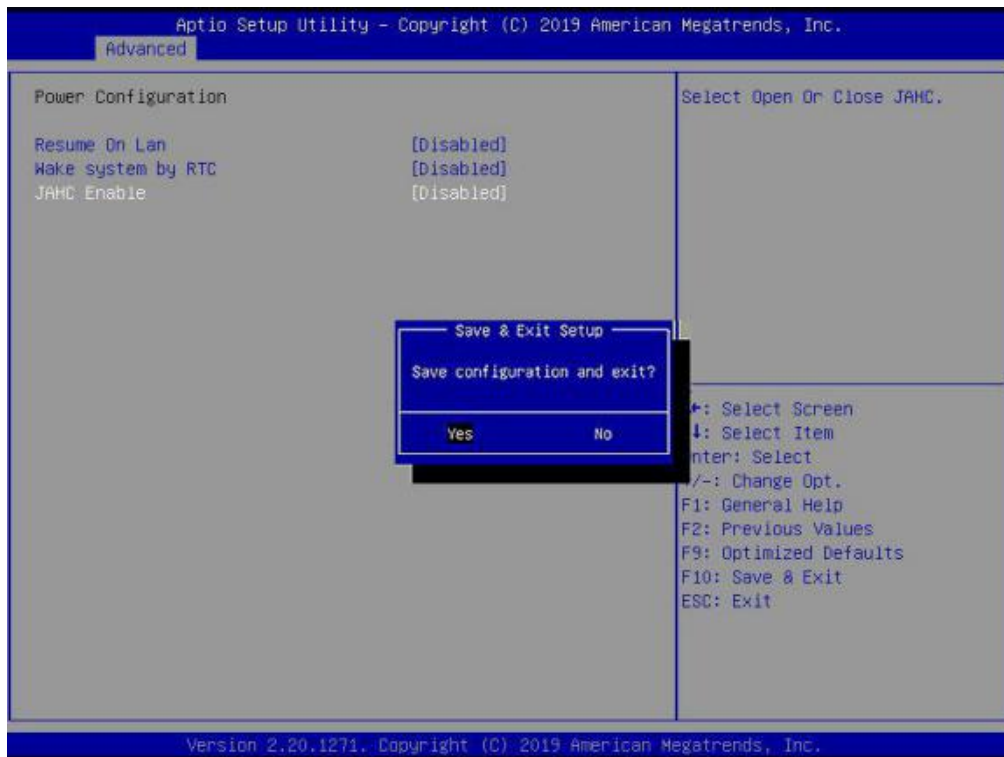 Aptio Setup Utility – Copyright (C) 2019 American Megatrends, Inc.
Advanced
Power Configuration
Resume On Lan [Disabled]
Wake system by RTC [Disabled]
JAHC Enable [Disabled]
Select Open Or Close JAHC.
Save & Exit Setup
Save configuration and exit?
Yes No
: Select Screen
: Select Item
nter: Select
/-: Change Opt.
F1: General Help
F2: Previous Values
F9: Optimized Defaults
F10: Save & Exit
ESC: Exit
Version 2.20.1271. Copyright (C) 2019 American Megatrends, Inc.